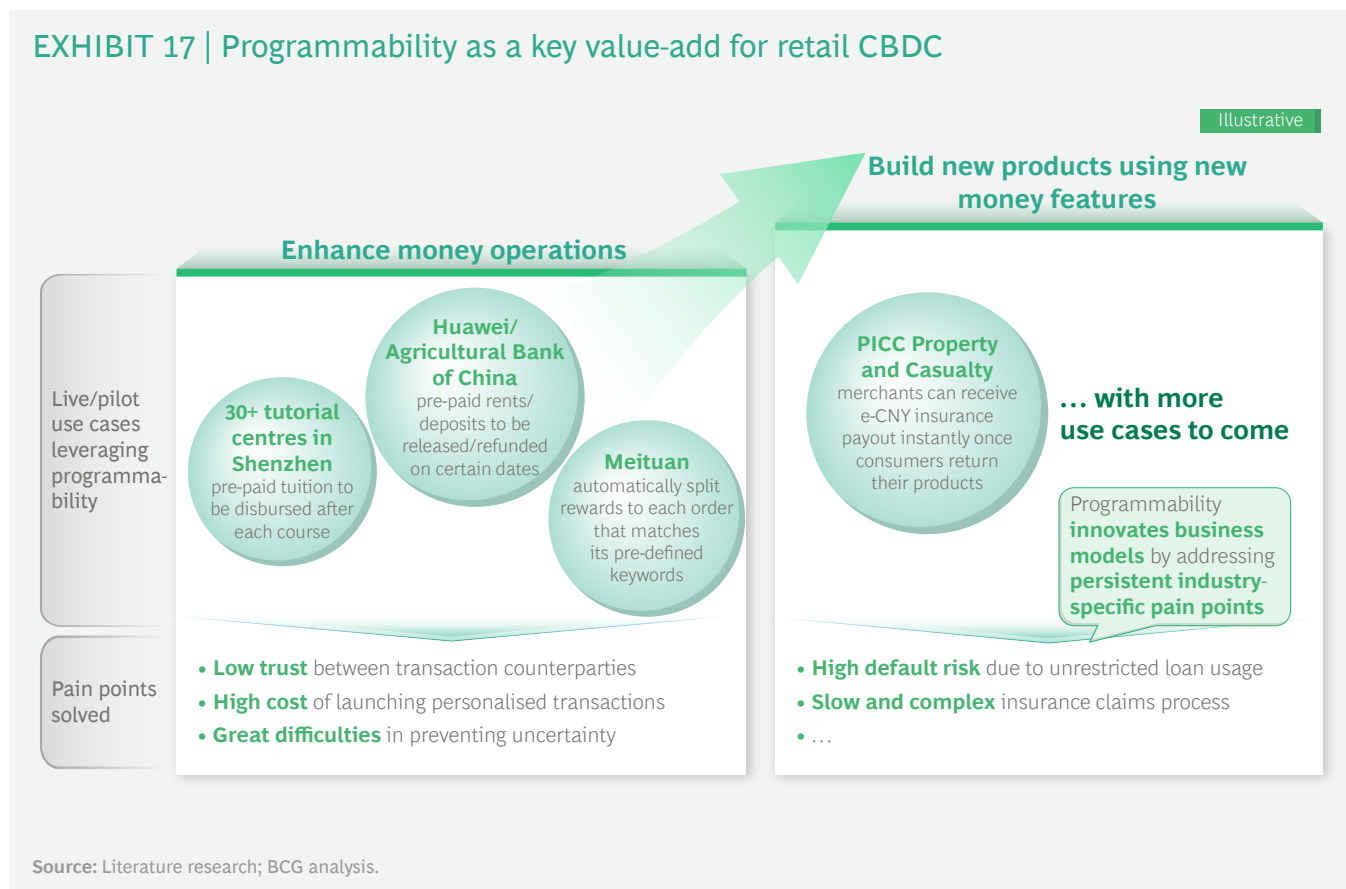 EXHIBIT 17 | Programmability as a key value-add for retail CBDC
Illustrative
Enhance money operations
Build new products using new
money features
Live/pilot
use cases
leveraging
programma-
bility
30+ tutorial
centres in
Shenzhen
pre-paid tuition to
be disbursed after
each course
Huawei/
Agricultural Bank
of China
pre-paid rents/
deposits to be
released/refunded
on certain dates
Meituan
automatically split
rewards to each order
that matches
its pre-defined
keywords
PICC Property
and Casualty
merchants can receive
e-CNY insurance
payout instantly once
consumers return
their products
… with more
use cases to come
Programmability
innovates business
models by addressing
persistent industry-
specific pain points
Pain points
solved
• Low trust between transaction counterparties
• High cost of launching personalised transactions
• Great difficulties in preventing uncertainty
• High default risk due to unrestricted loan usage
• Slow and complex insurance claims process
• …
Source: Literature research; BCG analysis.